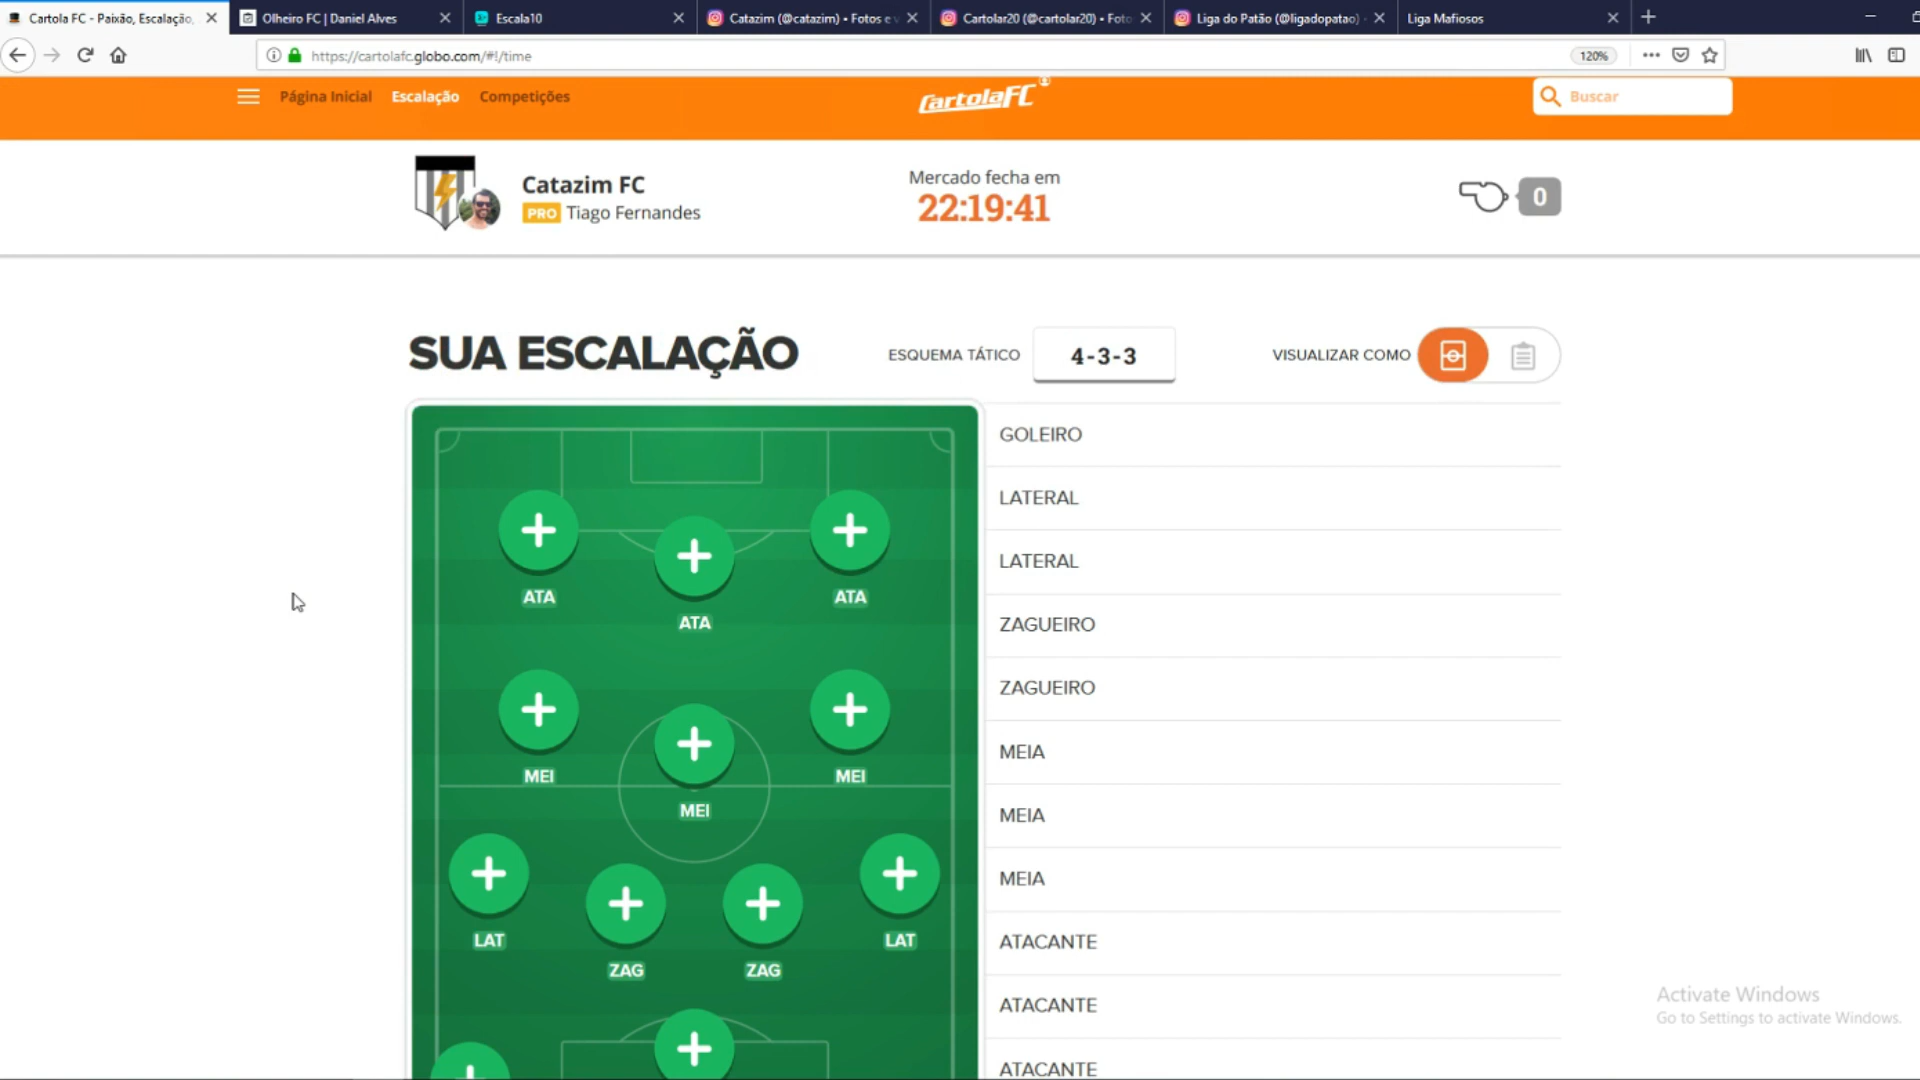 Cartola FC - Paixão, Escalação,
Olheiro FC | Daniel Alves
Escala10
Catazim (@catazim) • Fotos e v
Cartolar20 (@cartolar20) • Foto
Liga do Patão (@ligadopatao)
Liga Mafiosos
https://cartolafc.globo.com/#!/time
120%
Página Inicial
Escalação
Competições
CartolaFC
Buscar
Catazim FC
PRO Tiago Fernandes
Mercado fecha em
22:19:41
0
SUA ESCALAÇÃO
ESQUEMA TÁTICO
4-3-3
VISUALIZAR COMO
ATA
ATA
ATA
MEI
MEI
MEI
LAT
ZAG
ZAG
LAT
GOLEIRO
LATERAL
LATERAL
ZAGUEIRO
ZAGUEIRO
MEIA
MEIA
MEIA
ATACANTE
ATACANTE
ATACANTE
Activate Windows
Go to Settings to activate Windows.